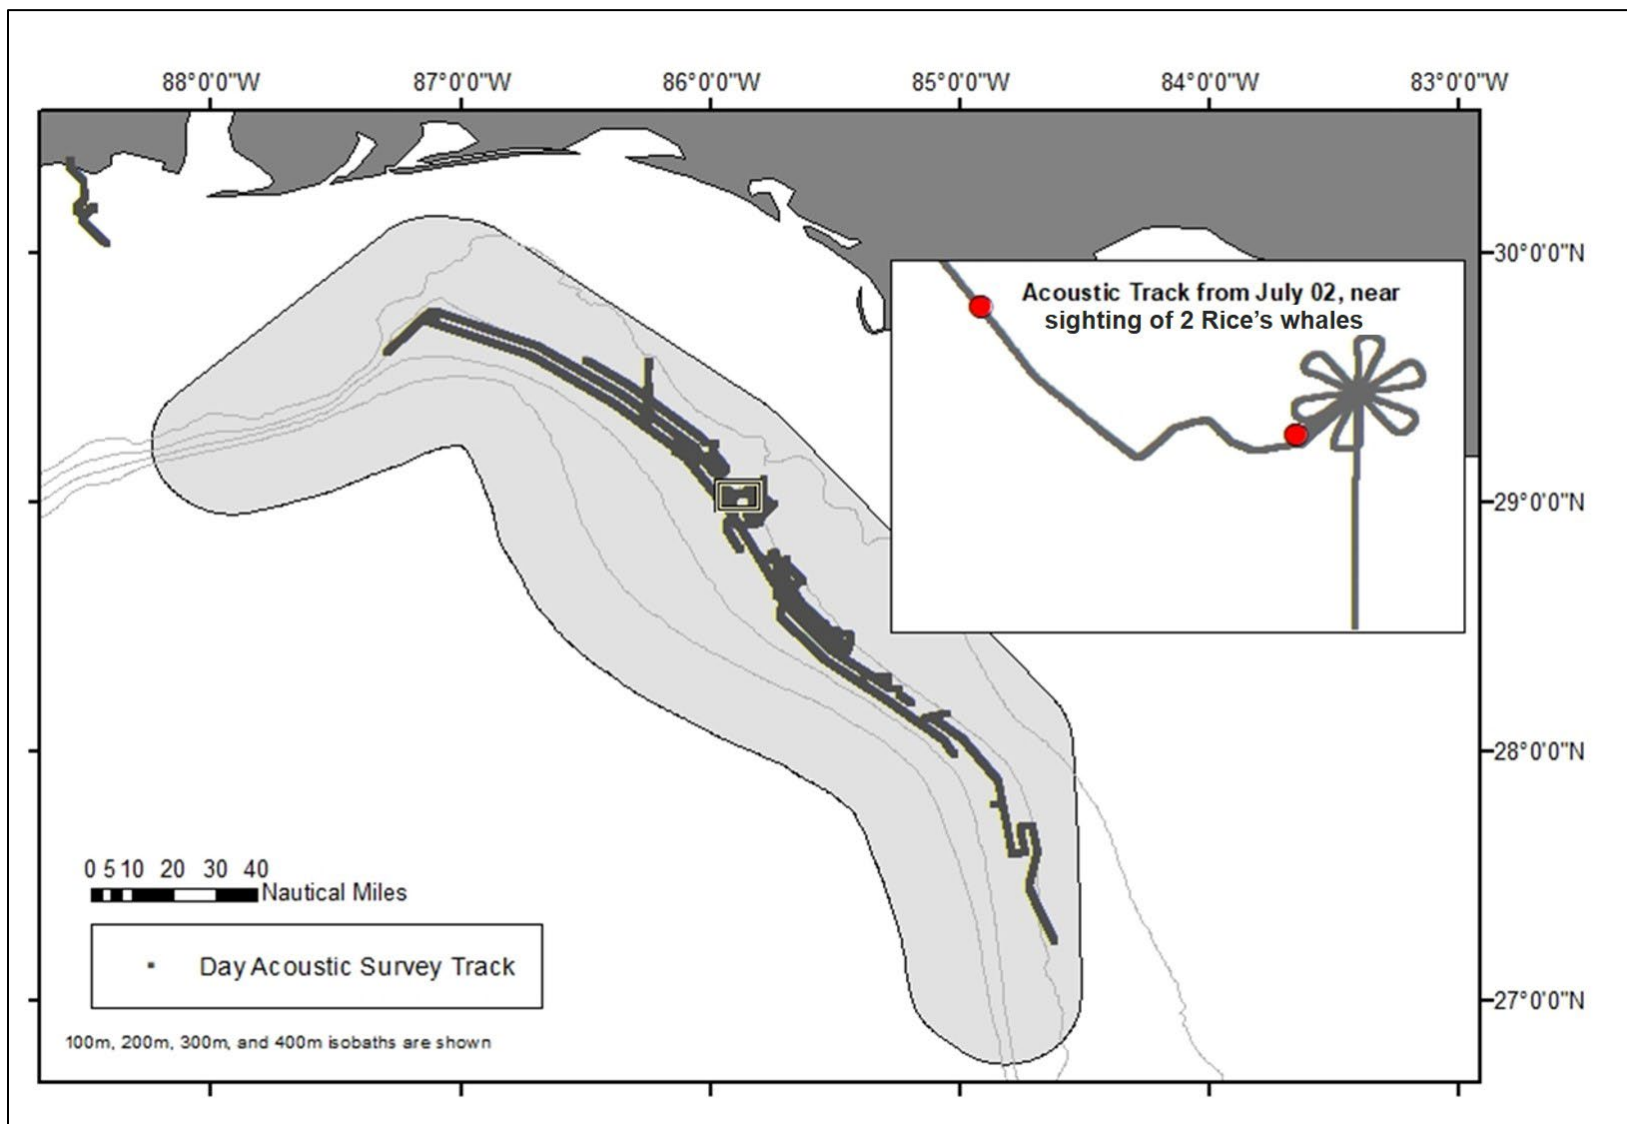 88°0'0"W 87°0'0"W 86°0'0"W 85°0'0"W 84°0'0"W 83°0'0"W
30°0'0"N
Acoustic Track from July 02, near
sighting of 2 Rice's whales
29°0'0"N
28°0'0"N
0 5 10 20 30 40
Nautical Miles
Day Acoustic Survey Track
27°0'0"N
100m, 200m, 300m, and 400m isobaths are shown